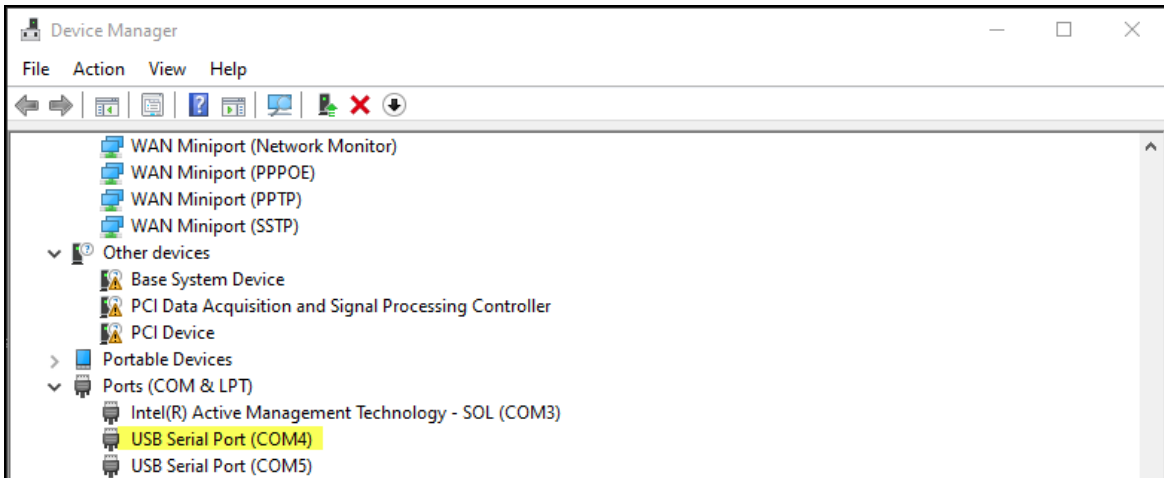 Device Manager
File Action View Help
WAN Miniport (Network Monitor)
WAN Miniport (PPPOE)
WAN Miniport (PPTP)
WAN Miniport (SSTP)
Other devices
Base System Device
PCI Data Acquisition and Signal Processing Controller
PCI Device
Portable Devices
Ports (COM & LPT)
Intel(R) Active Management Technology - SOL (COM3)
USB Serial Port (COM4)
USB Serial Port (COM5)